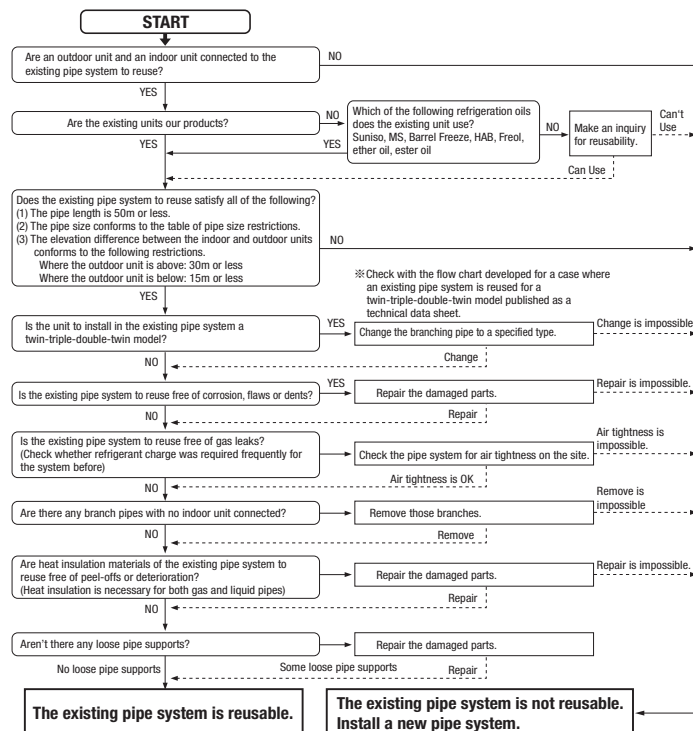 START
Are an outdoor unit and an indoor unit connected to the
existing pipe system to reuse?
NO
YES
Are the existing units our products?
NO
YES
Which of the following refrigeration oils
does the existing unit use?
Suniso, MS, Barrel Freeze, HAB, Freol,
ether oil, ester oil
YES
NO
Make an inquiry
for reusability.
Can't
Use
Can Use
Does the existing pipe system to reuse satisfy all of the following?
(1) The pipe length is 50m or less.
(2) The pipe size conforms to the table of pipe size restrictions.
(3) The elevation difference between the indoor and outdoor units
conforms to the following restrictions.
Where the outdoor unit is above: 30m or less
Where the outdoor unit is below: 15m or less
NO
YES
※Check with the flow chart developed for a case where
an existing pipe system is reused for a
twin-triple-double-twin model published as a
technical data sheet.
Is the unit to install in the existing pipe system a
twin-triple-double-twin model?
YES
Change the branching pipe to a specified type.
Change is impossible
Change
NO
Is the existing pipe system to reuse free of corrosion, flaws or dents?
YES
Repair the damaged parts.
Repair is impossible.
Repair
NO
Is the existing pipe system to reuse free of gas leaks?
(Check whether refrigerant charge was required frequently for
the system before)
Check the pipe system for air tightness on the site.
Air tightness is
impossible.
Air tightness is OK
NO
Are there any branch pipes with no indoor unit connected?
Remove those branches.
Remove is
impossible
Remove
NO
Are heat insulation materials of the existing pipe system to
reuse free of peel-offs or deterioration?
(Heat insulation is necessary for both gas and liquid pipes)
Repair the damaged parts.
Repair is impossible.
Repair
NO
Aren't there any loose pipe supports?
Repair the damaged parts.
No loose pipe supports
Some loose pipe supports
Repair
The existing pipe system is reusable.
The existing pipe system is not reusable.
Install a new pipe system.